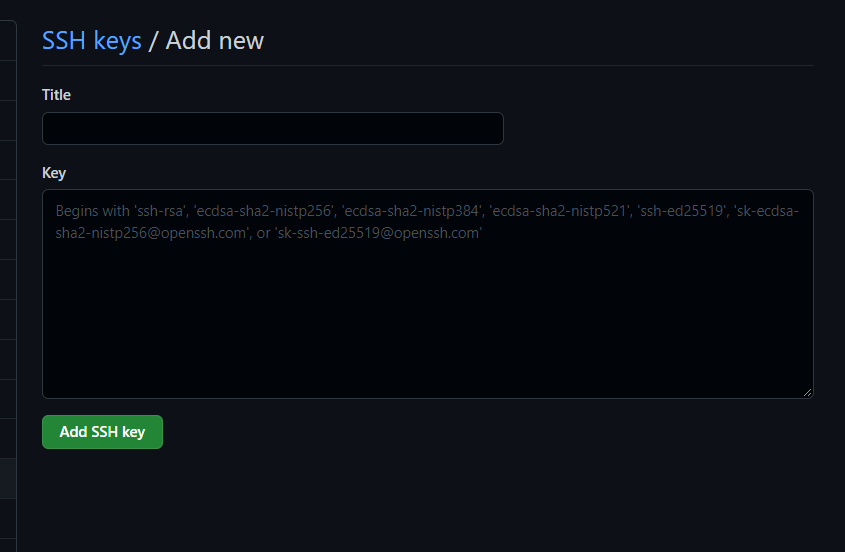 SSH keys / Add new
Title
Key
Begins with 'ssh-rsa', 'ecdsa-sha2-nistp256', 'ecdsa-sha2-nistp384', 'ecdsa-sha2-nistp521', 'ssh-ed25519', 'sk-ecdsa-
sha2-nistp256@openssh.com', or 'sk-ssh-ed25519@openssh.com'
Add SSH key